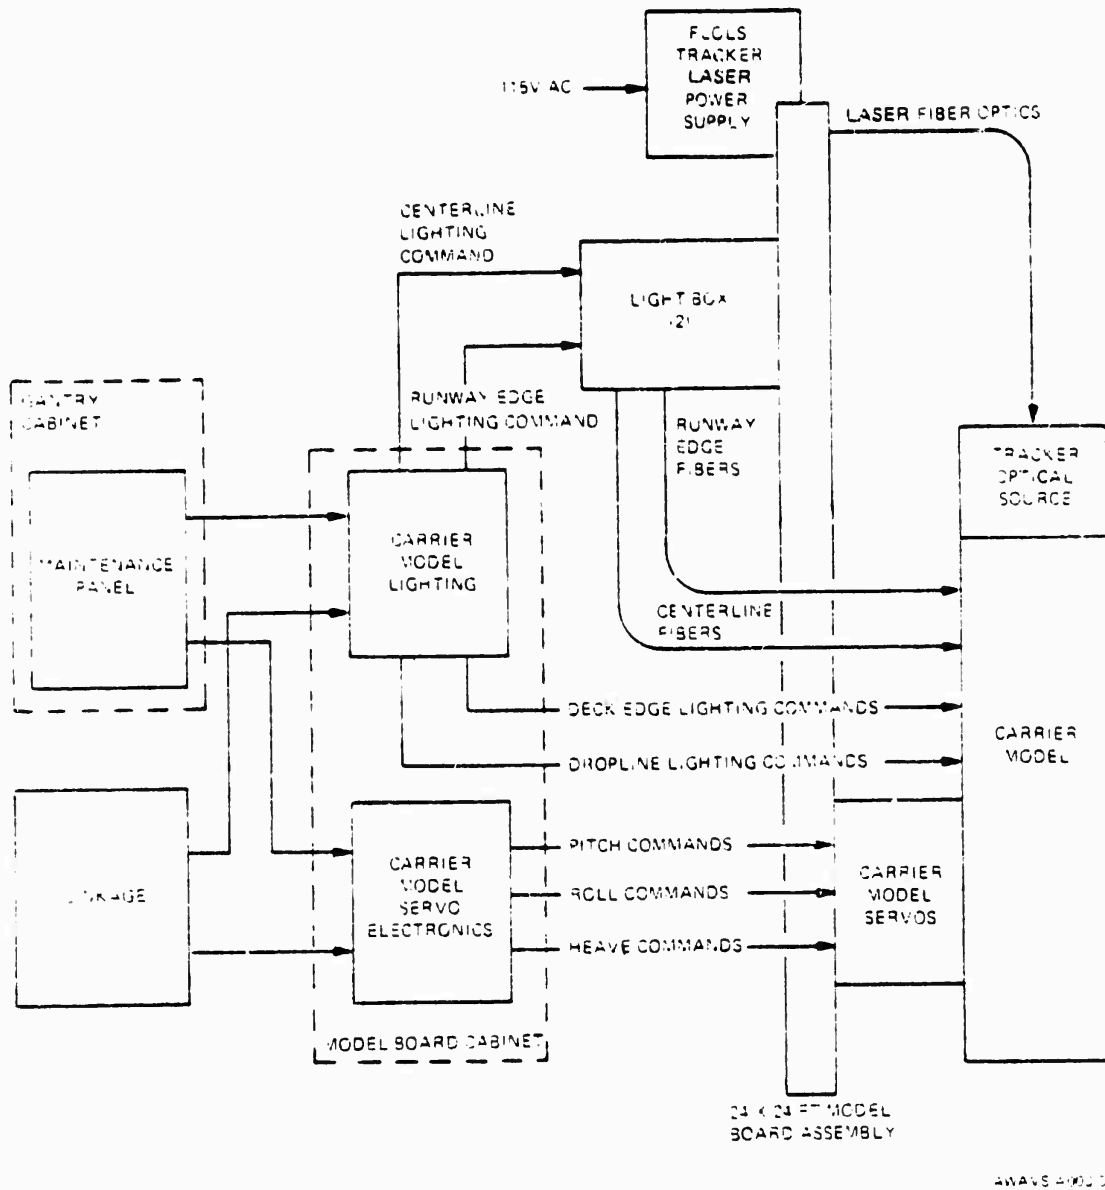 FLOLS
TRACKER
LASER
POWER
SUPPLY
115V AC
LASER FIBER OPTICS
CENTERLINE
LIGHTING
COMMAND
LIGHT BOX
(2)
RUNWAY EDGE
LIGHTING COMMAND
GANTRY
CABINET
RUNWAY
EDGE
FIBERS
TRACKER
OPTICAL
SOURCE
MAINTENANCE
PANEL
CARRIER
MODEL
LIGHTING
CENTERLINE
FIBERS
DECK EDGE LIGHTING COMMANDS
DROPLINE LIGHTING COMMANDS
CARRIER
MODEL
LINKAGE
CARRIER
MODEL
SERVO
ELECTRONICS
PITCH COMMANDS
ROLL COMMANDS
HEAVE COMMANDS
CARRIER
MODEL
SERVOS
MODEL BOARD CABINET
24 X 24 FT MODEL
BOARD ASSEMBLY
AWAVS